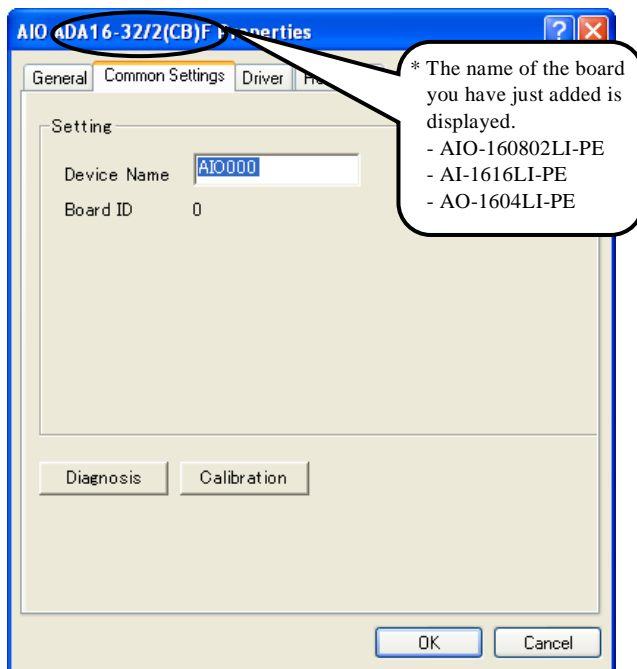 AIO ADA16-32/2(CB)F Properties
General Common Settings Driver
* The name of the board
you have just added is
displayed.
- AIO-160802LI-PE
- AI-1616LI-PE
- AO-1604LI-PE
Setting
Device Name AIO000
Board ID 0
Diagnosis Calibration
OK Cancel